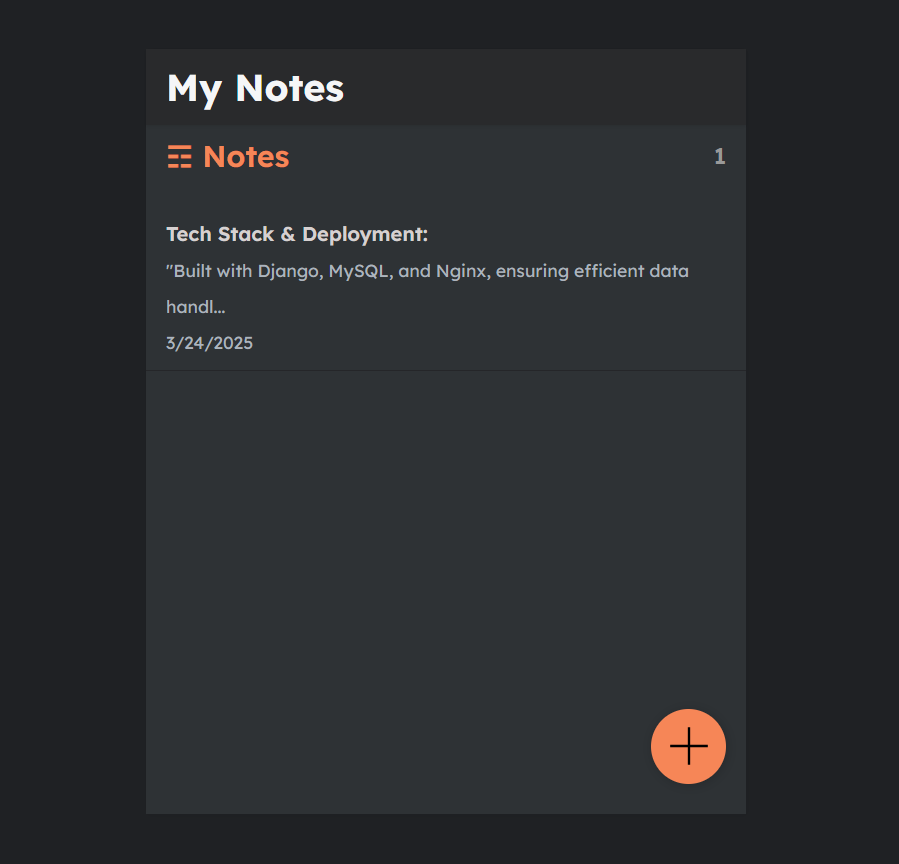 My Notes
☶ Notes
1
Tech Stack & Deployment:
"Built with Django, MySQL, and Nginx, ensuring efficient data
handl...
3/24/2025